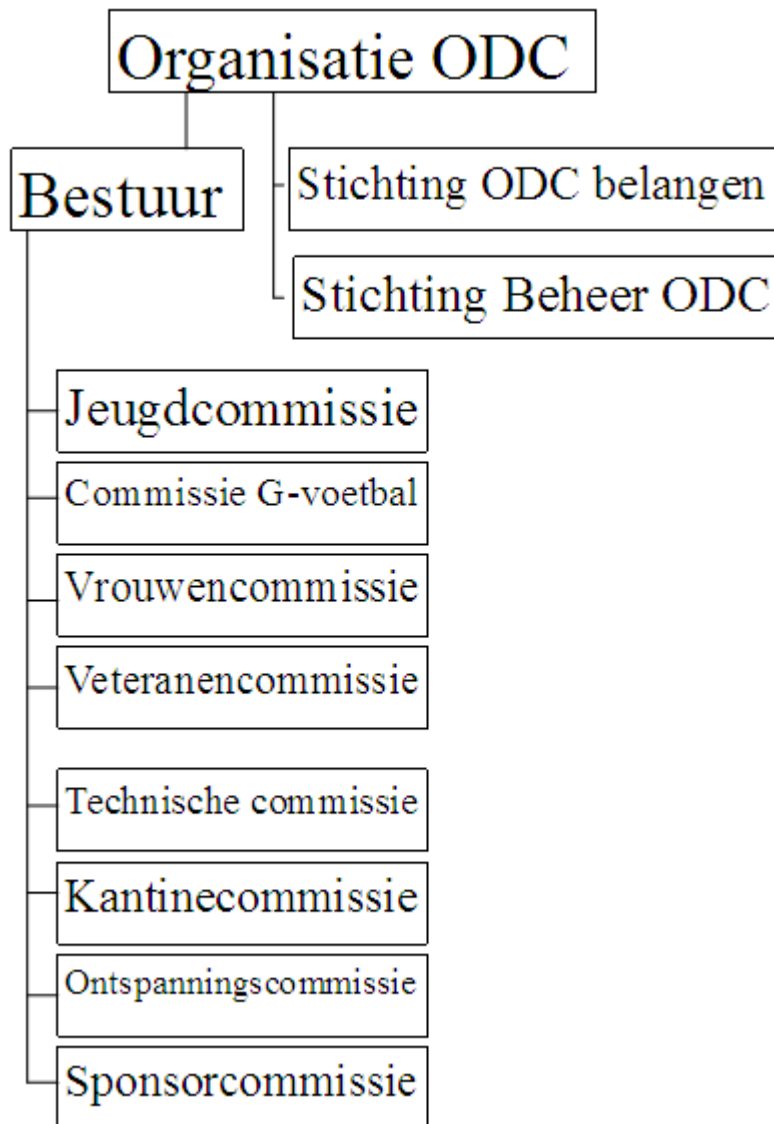 Organisatie ODC
Bestuur
Stichting ODC belangen
Stichting Beheer ODC
Jeugdcommissie
Commissie G-voetbal
Vrouwencommissie
Veteranencommissie
Technische commissie
Kantinecommissie
Ontspanningscommissie
Sponsorcommissie